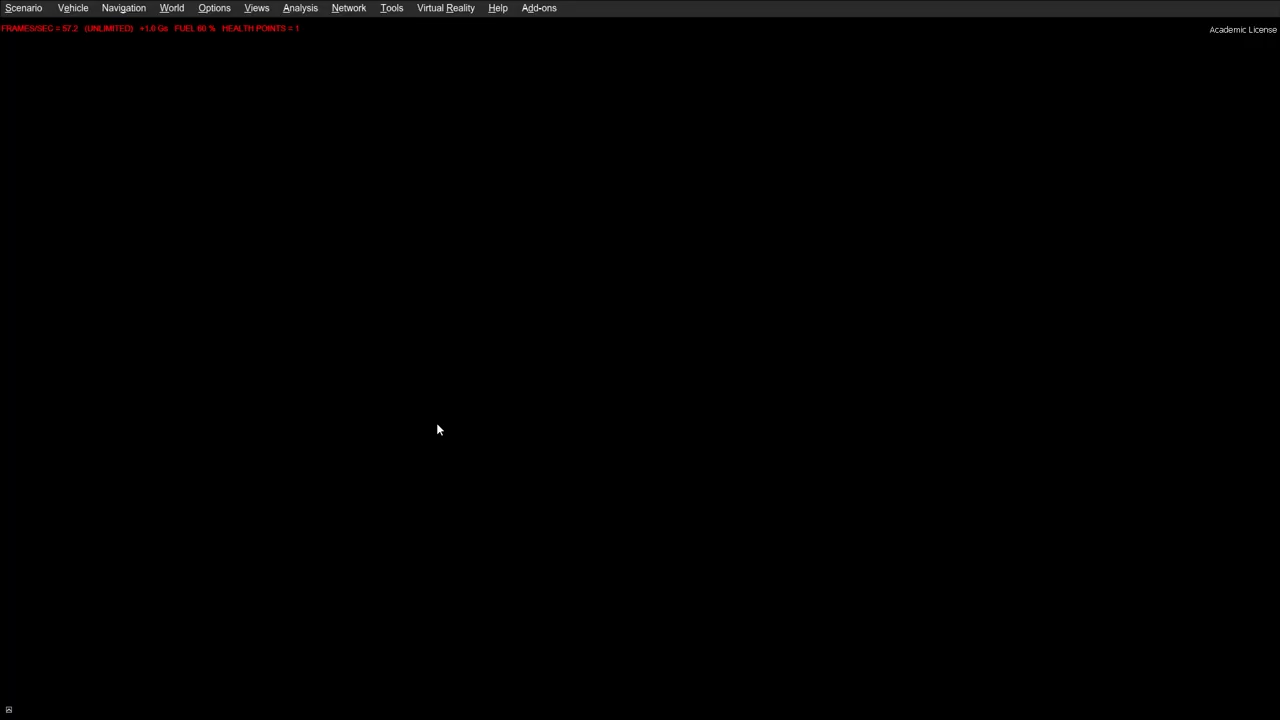 Scenario Vehicle Navigation World Options Views Analysis Network Tools Virtual Reality Help Add-ons
FRAMES/SEC = 57.2 (UNLIMITED) +1.0 Gs FUEL 60 % HEALTH POINTS = 1
Academic License